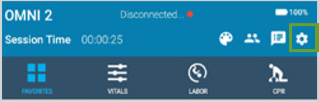 OMNI 2 Disconnected... 100%
Session Time 00:00:25
FAVORITES VITALS LABOR CPR